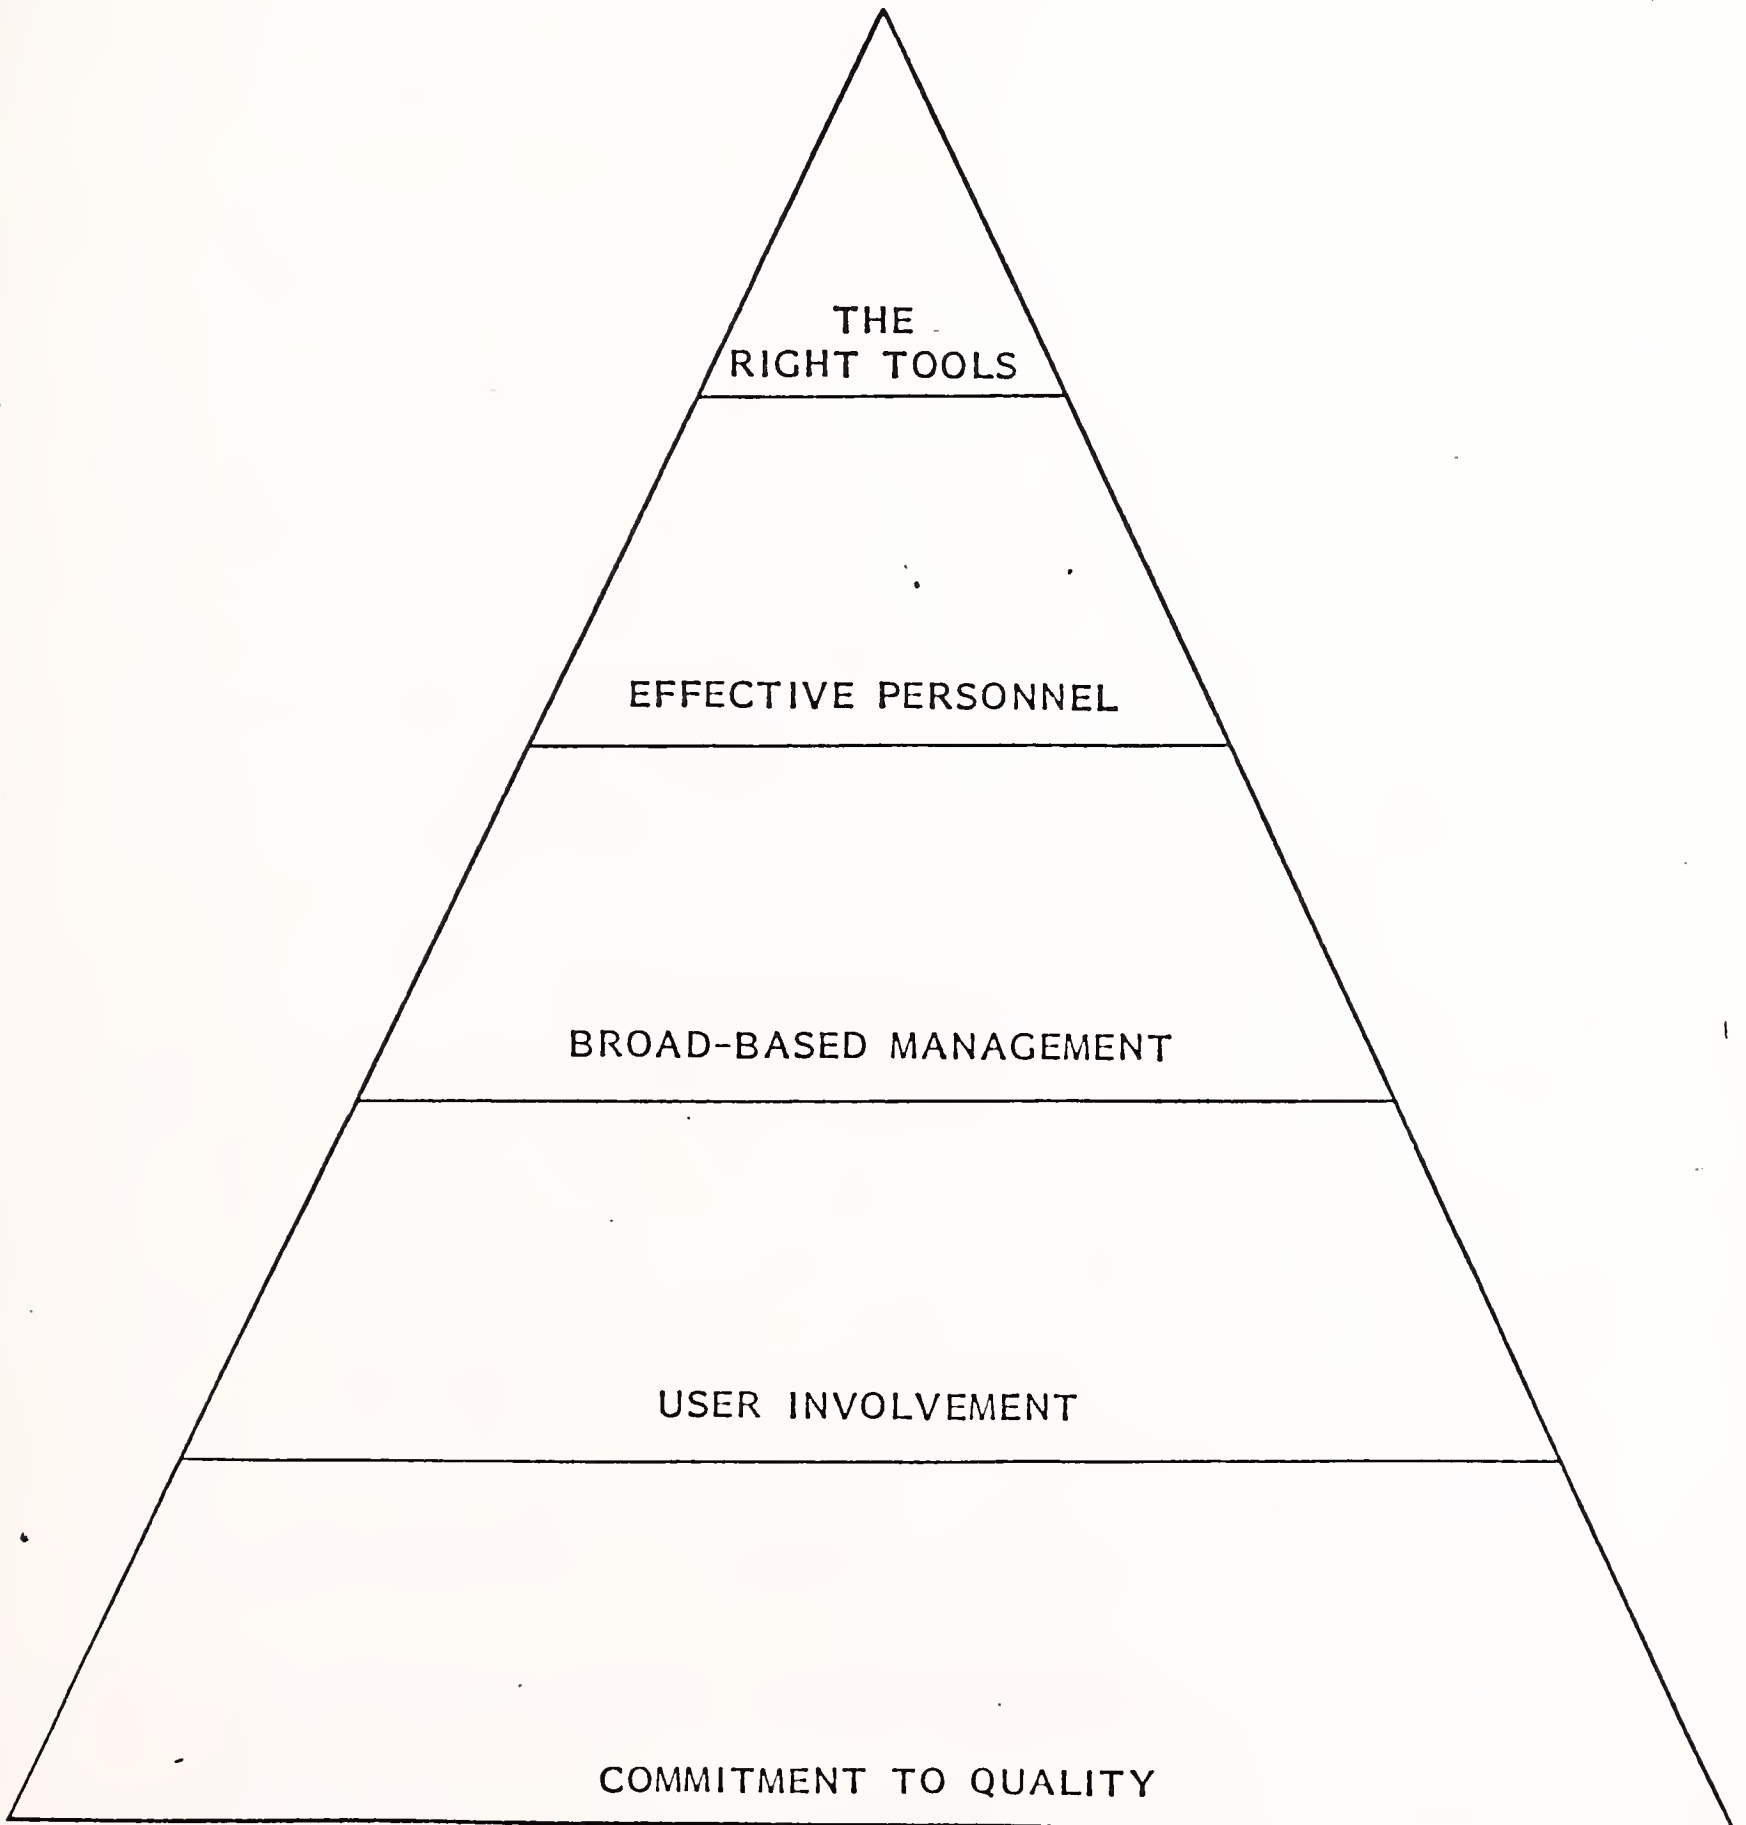 THE
RIGHT TOOLS
EFFECTIVE PERSONNEL
BROAD-BASED MANAGEMENT
USER INVOLVEMENT
COMMITMENT TO QUALITY